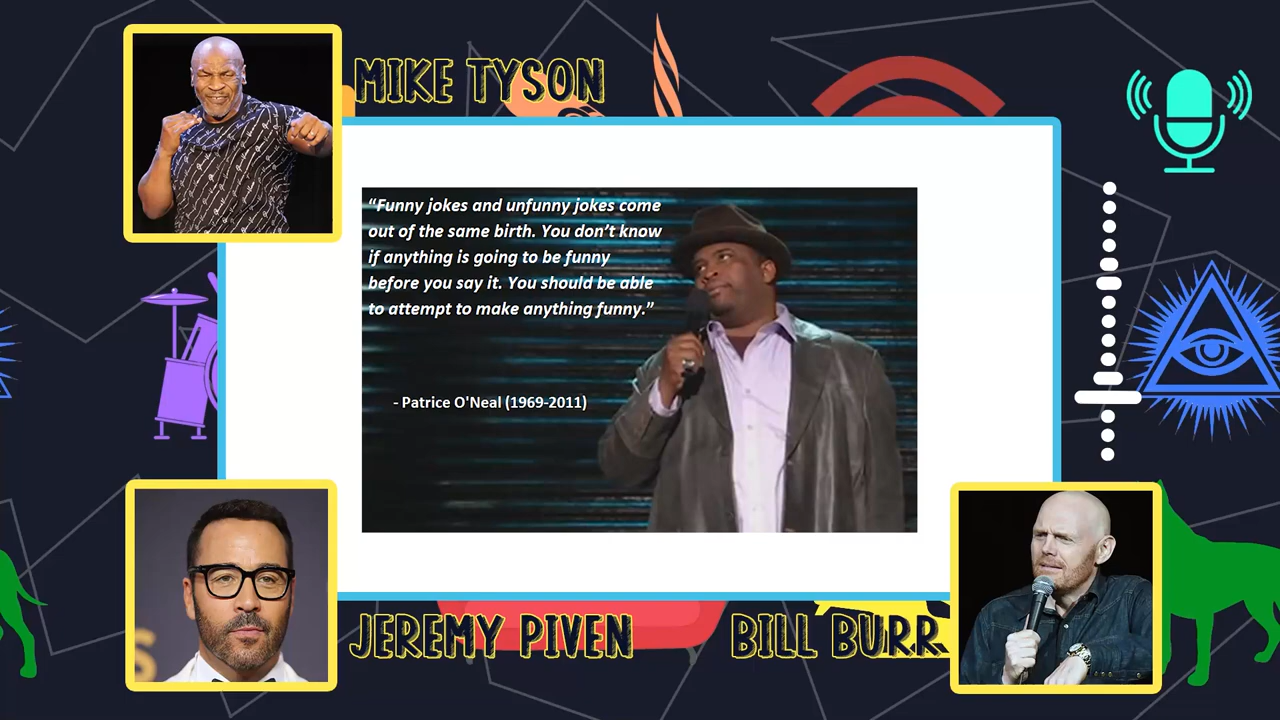 MIKE TYSON
“Funny jokes and unfunny jokes come
out of the same birth. You don’t know
if anything is going to be funny
before you say it. You should be able
to attempt to make anything funny.”
- Patrice O'Neal (1969-2011)
JEREMY PIVEN
BILL BURR